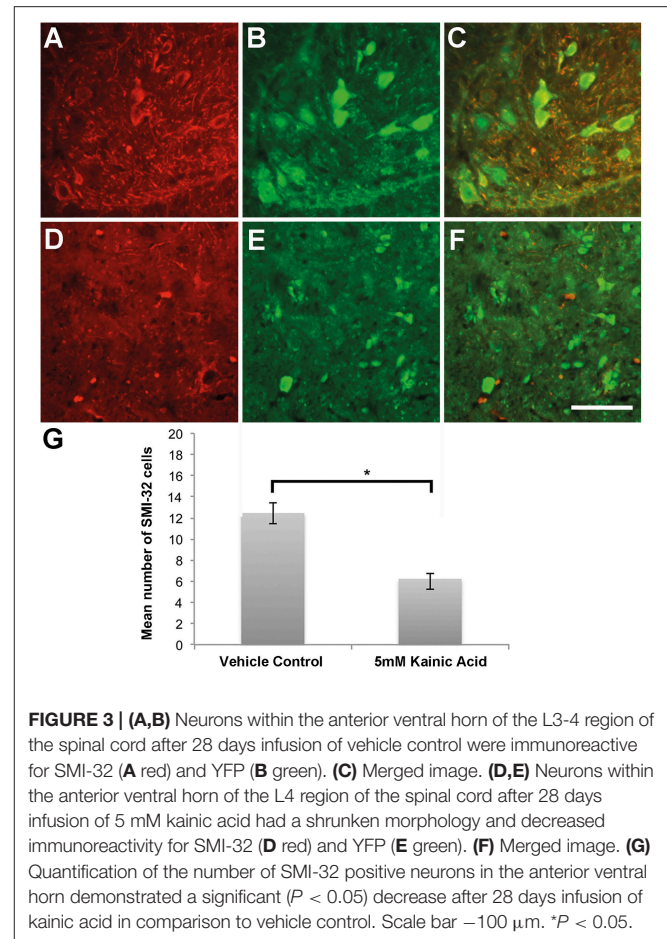 A
B
C
D
E
F
G
20
18
16
14
12
10
8
6
4
2
0
Mean number of SMI-32 cells
*
Vehicle Control
5mM Kainic Acid
FIGURE 3 | (A,B) Neurons within the anterior ventral horn of the L3-4 region of
the spinal cord after 28 days infusion of vehicle control were immunoreactive
for SMI-32 (A red) and YFP (B green). (C) Merged image. (D,E) Neurons within
the anterior ventral horn of the L4 region of the spinal cord after 28 days
infusion of 5 mM kainic acid had a shrunken morphology and decreased
immunoreactivity for SMI-32 (D red) and YFP (E green). (F) Merged image. (G)
Quantification of the number of SMI-32 positive neurons in the anterior ventral
horn demonstrated a significant (P < 0.05) decrease after 28 days infusion of
kainic acid in comparison to vehicle control. Scale bar −100 μm. *P < 0.05.